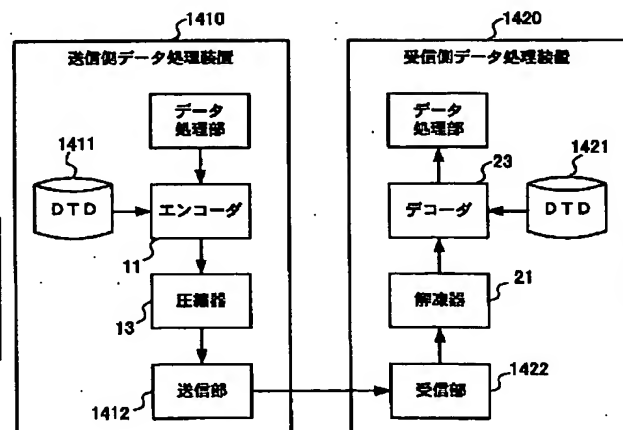 1410
送信側データ処理装置
データ
処理部
1411
DTD
エンコーダ
11
圧縮器
13
送信部
1412
1420
受信側データ処理装置
データ
処理部
23
1421
デコーダ
DTD
解凍器
21
受信部
1422